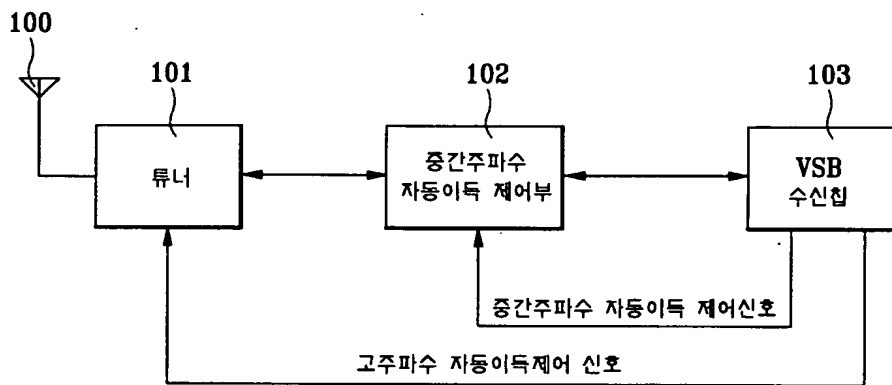 100
101
102
103
튜너
중간주파수
자동이득 제어부
VSB
수신칩
중간주파수 자동이득 제어신호
고주파수 자동이득제어 신호